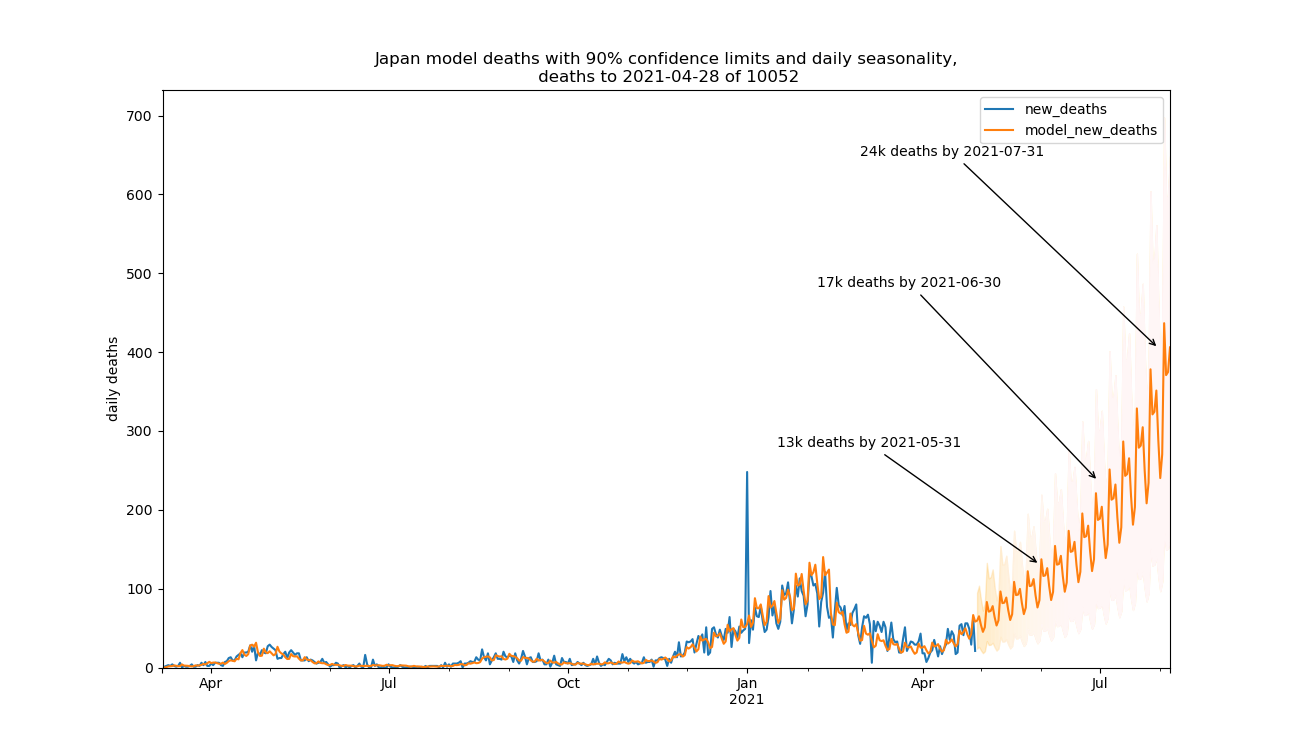 Japan model deaths with 90% confidence limits and daily seasonality,
deaths to 2021-04-28 of 10052
new_deaths
model_new_deaths
24k deaths by 2021-07-31
17k deaths by 2021-06-30
13k deaths by 2021-05-31
daily deaths
700
600
500
400
300
200
100
0
Apr
Jul
Oct
Jan
2021
Apr
Jul